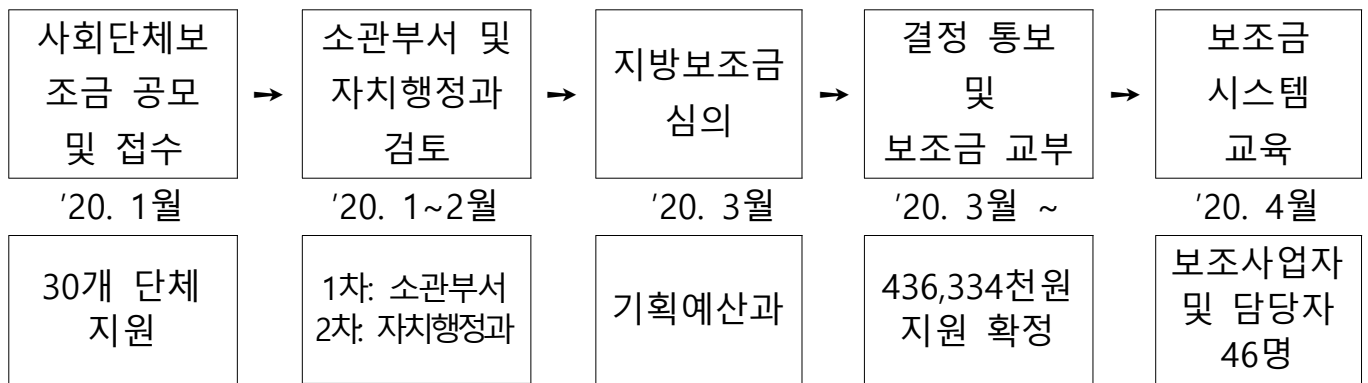 사회단체보
조금 공모
및 접수
→
소관부서 및
자치행정과
검토
→
지방보조금
심의
→
결정 통보
및
보조금 교부
→
보조금
시스템
교육
'20. 1월
'20. 1~2월
'20. 3월
'20. 3월 ~
'20. 4월
30개 단체
지원
1차: 소관부서
2차: 자치행정과
기획예산과
436,334천원
지원 확정
보조사업자
및 담당자
46명